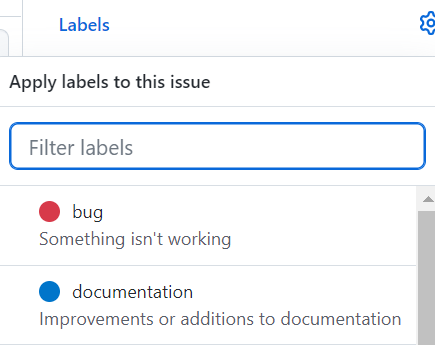 Labels
Apply labels to this issue
Filter labels
bug
Something isn't working
documentation
Improvements or additions to documentation